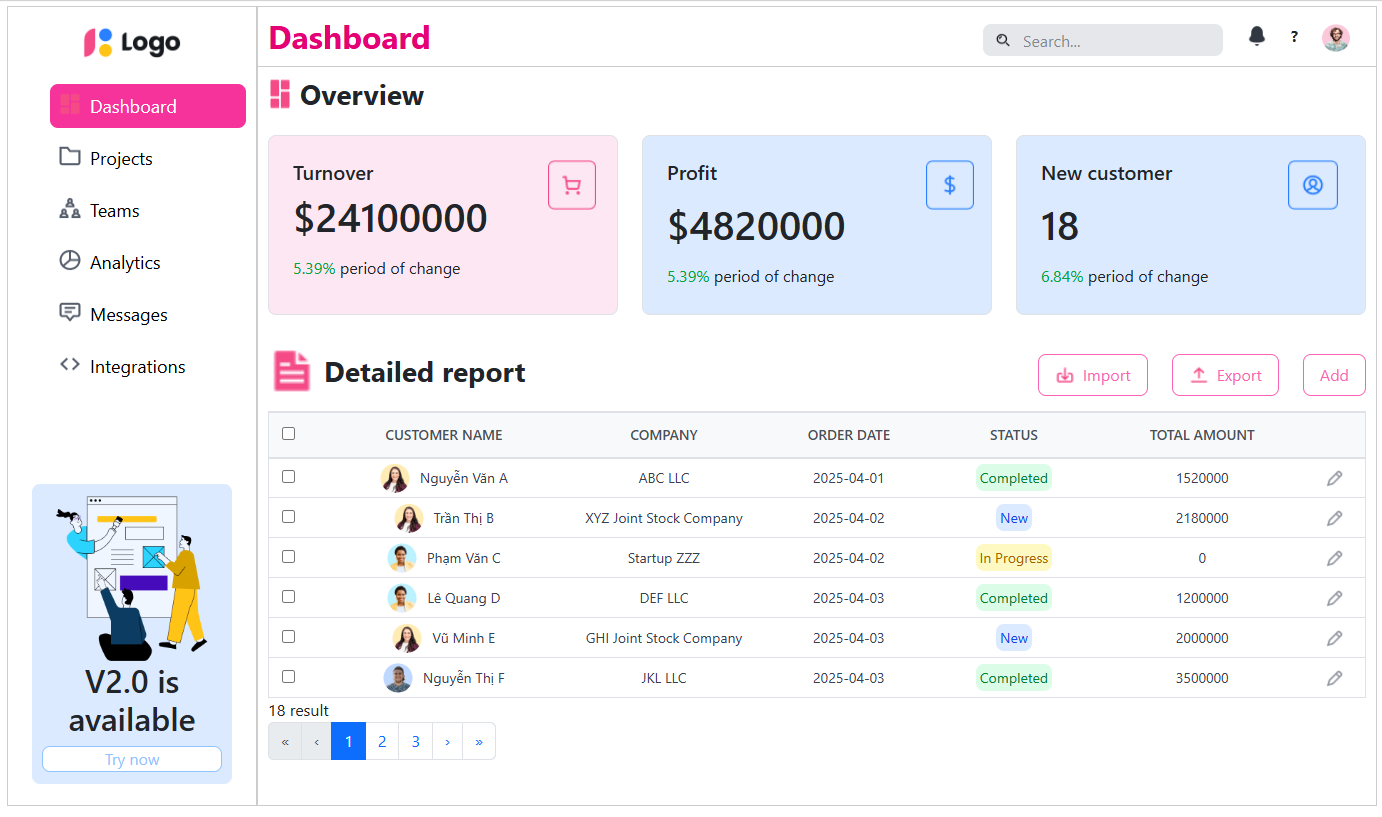 Logo
Dashboard
Search...
?
Dashboard
Projects
Teams
Analytics
Messages
Integrations
V2.0 is
available
Try now
Overview
Turnover
$24100000
5.39% period of change
Profit
$4820000
5.39% period of change
$
New customer
18
6.84% period of change
Detailed report
Import
Export
Add
CUSTOMER NAME COMPANY ORDER DATE STATUS TOTAL AMOUNT
Nguyễn Văn A ABC LLC 2025-04-01 Completed 1520000
Trần Thị B XYZ Joint Stock Company 2025-04-02 New 2180000
Phạm Văn C Startup ZZZ 2025-04-02 In Progress 0
Lê Quang D DEF LLC 2025-04-03 Completed 1200000
Vũ Minh E GHI Joint Stock Company 2025-04-03 New 2000000
Nguyễn Thị F JKL LLC 2025-04-03 Completed 3500000
18 result
« ‹ 1 2 3 › »